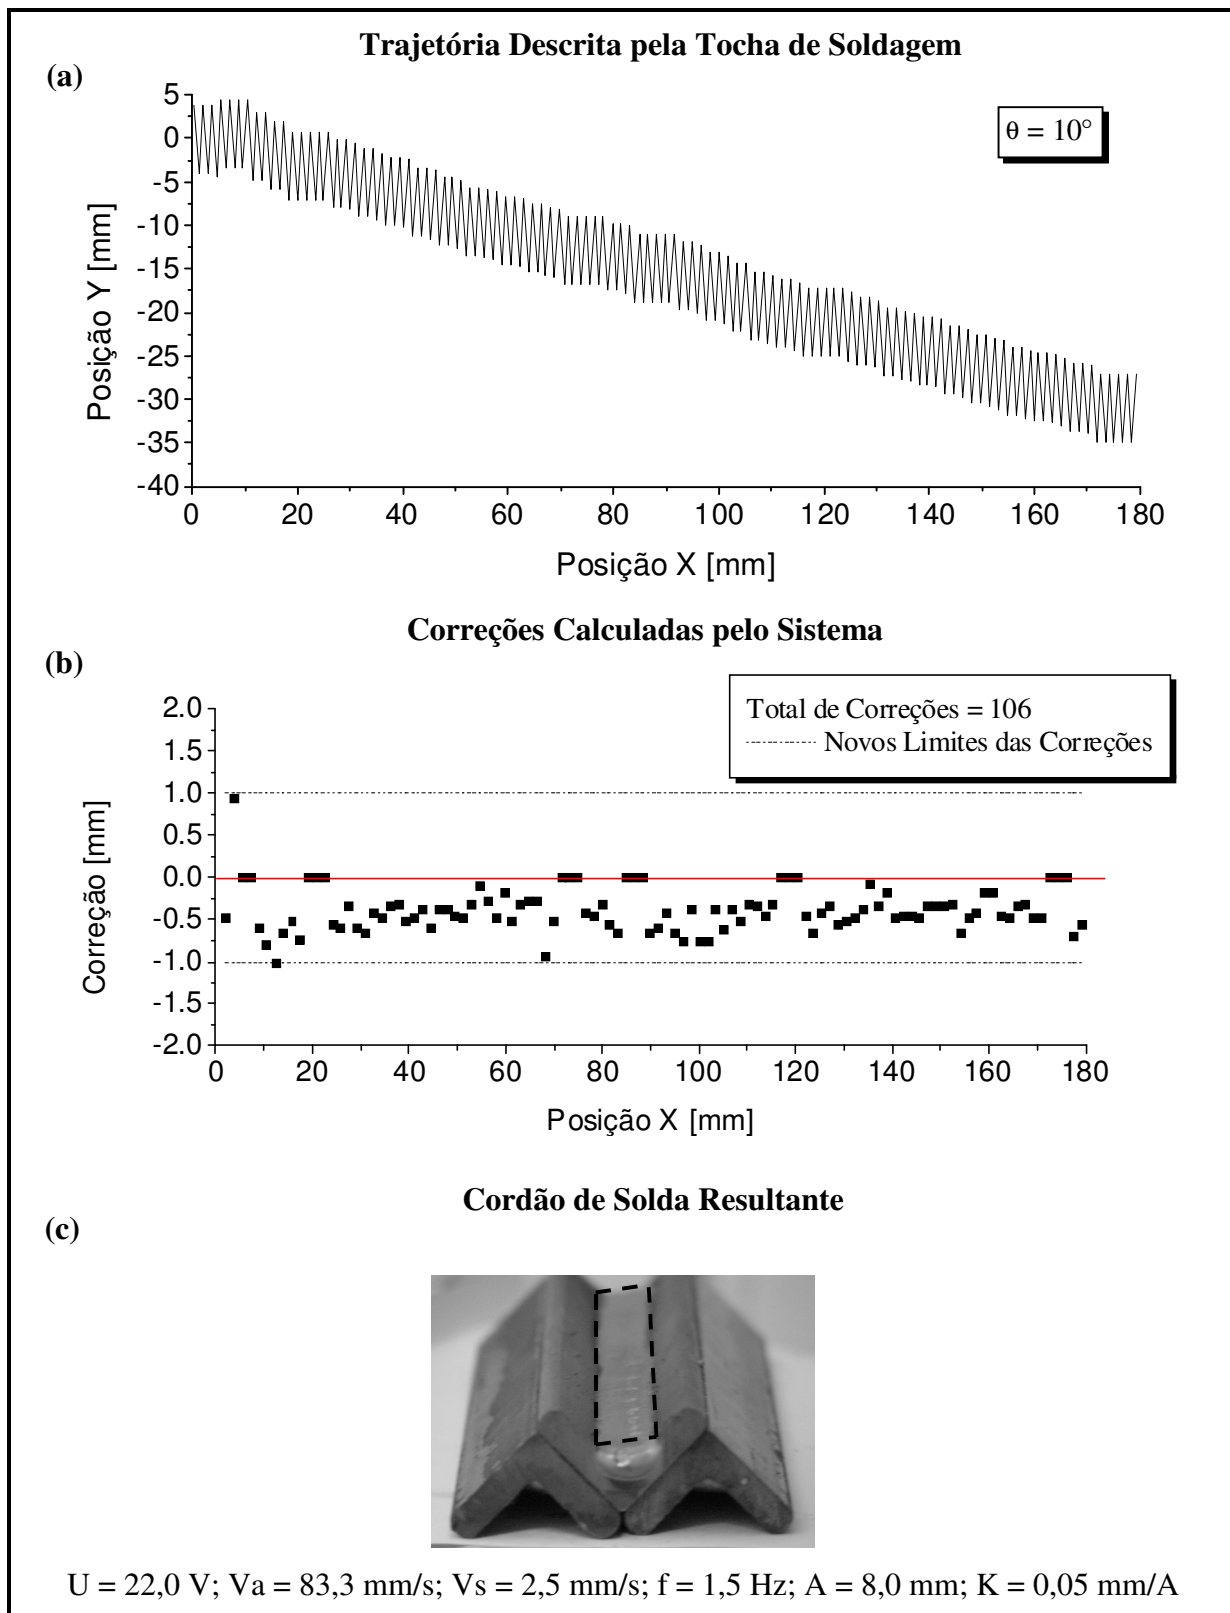 Trajetória Descrita pela Tocha de Soldagem
(a)
θ = 10°
5
0
-5
-10
-15
-20
-25
-30
-35
-40
Posição Y [mm]
0 20 40 60 80 100 120 140 160 180
Posição X [mm]
Correções Calculadas pelo Sistema
(b)
Total de Correções = 106
Novos Limites das Correções
2.0
1.5
1.0
0.5
0.0
-0.5
-1.0
-1.5
-2.0
Correção [mm]
0 20 40 60 80 100 120 140 160 180
Posição X [mm]
Cordão de Solda Resultante
(c)
U = 22,0 V; Va = 83,3 mm/s; Vs = 2,5 mm/s; f = 1,5 Hz; A = 8,0 mm; K = 0,05 mm/A